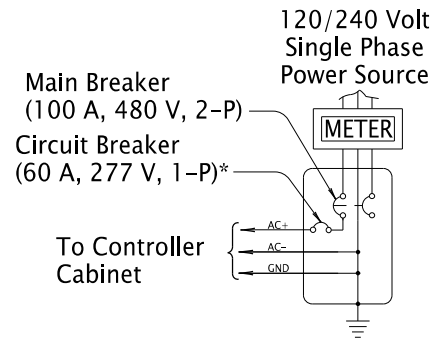 120/240 Volt
Single Phase
Power Source
Main Breaker
(100 A, 480 V, 2-P)
METER
Circuit Breaker
(60 A, 277 V, 1-P)*
AC+
To Controller
Cabinet
AC-
GND